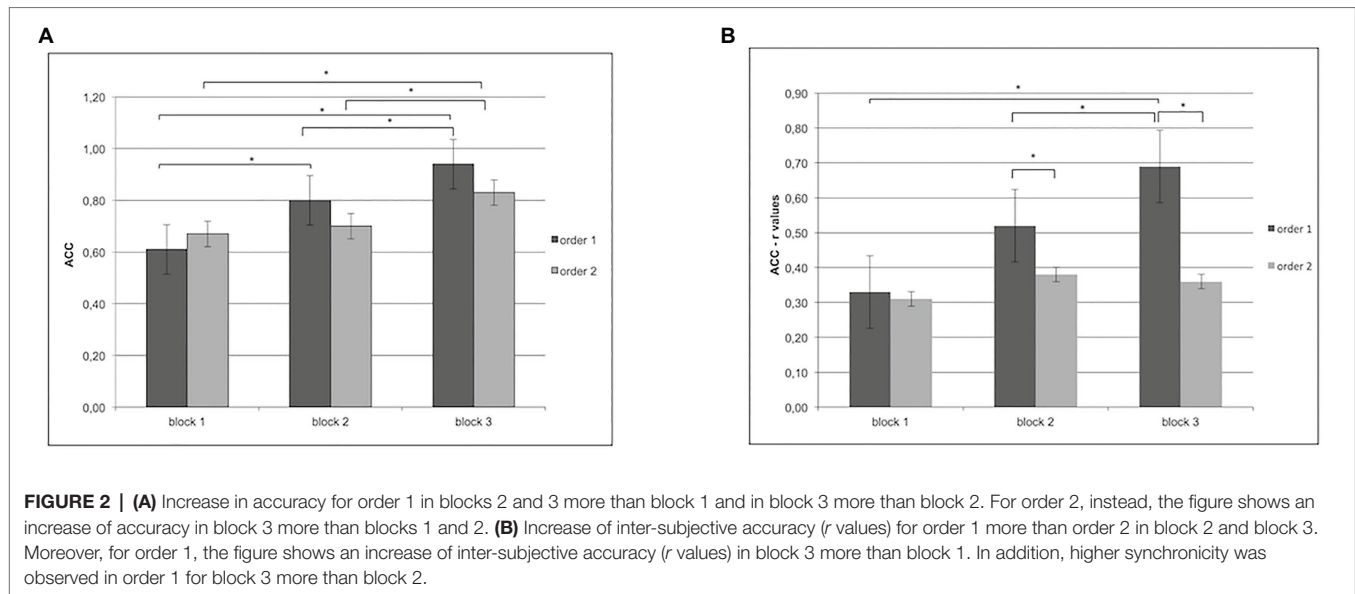 A
B
*
*
*
*
*
1,20
1,00
0,80
0,60
0,40
0,20
0,00
ACC
block 1
block 2
block 3
order 1
order 2
*
*
*
*
0,90
0,80
0,70
0,60
0,50
0,40
0,30
0,20
0,10
0,00
ACC - r values
block 1
block 2
block 3
order 1
order 2
FIGURE 2 | (A) Increase in accuracy for order 1 in blocks 2 and 3 more than block 1 and in block 3 more than block 2. For order 2, instead, the figure shows an
increase of accuracy in block 3 more than blocks 1 and 2. (B) Increase of inter-subjective accuracy (r values) for order 1 more than order 2 in block 2 and block 3.
Moreover, for order 1, the figure shows an increase of inter-subjective accuracy (r values) in block 3 more than block 1. In addition, higher synchronicity was
observed in order 1 for block 3 more than block 2.